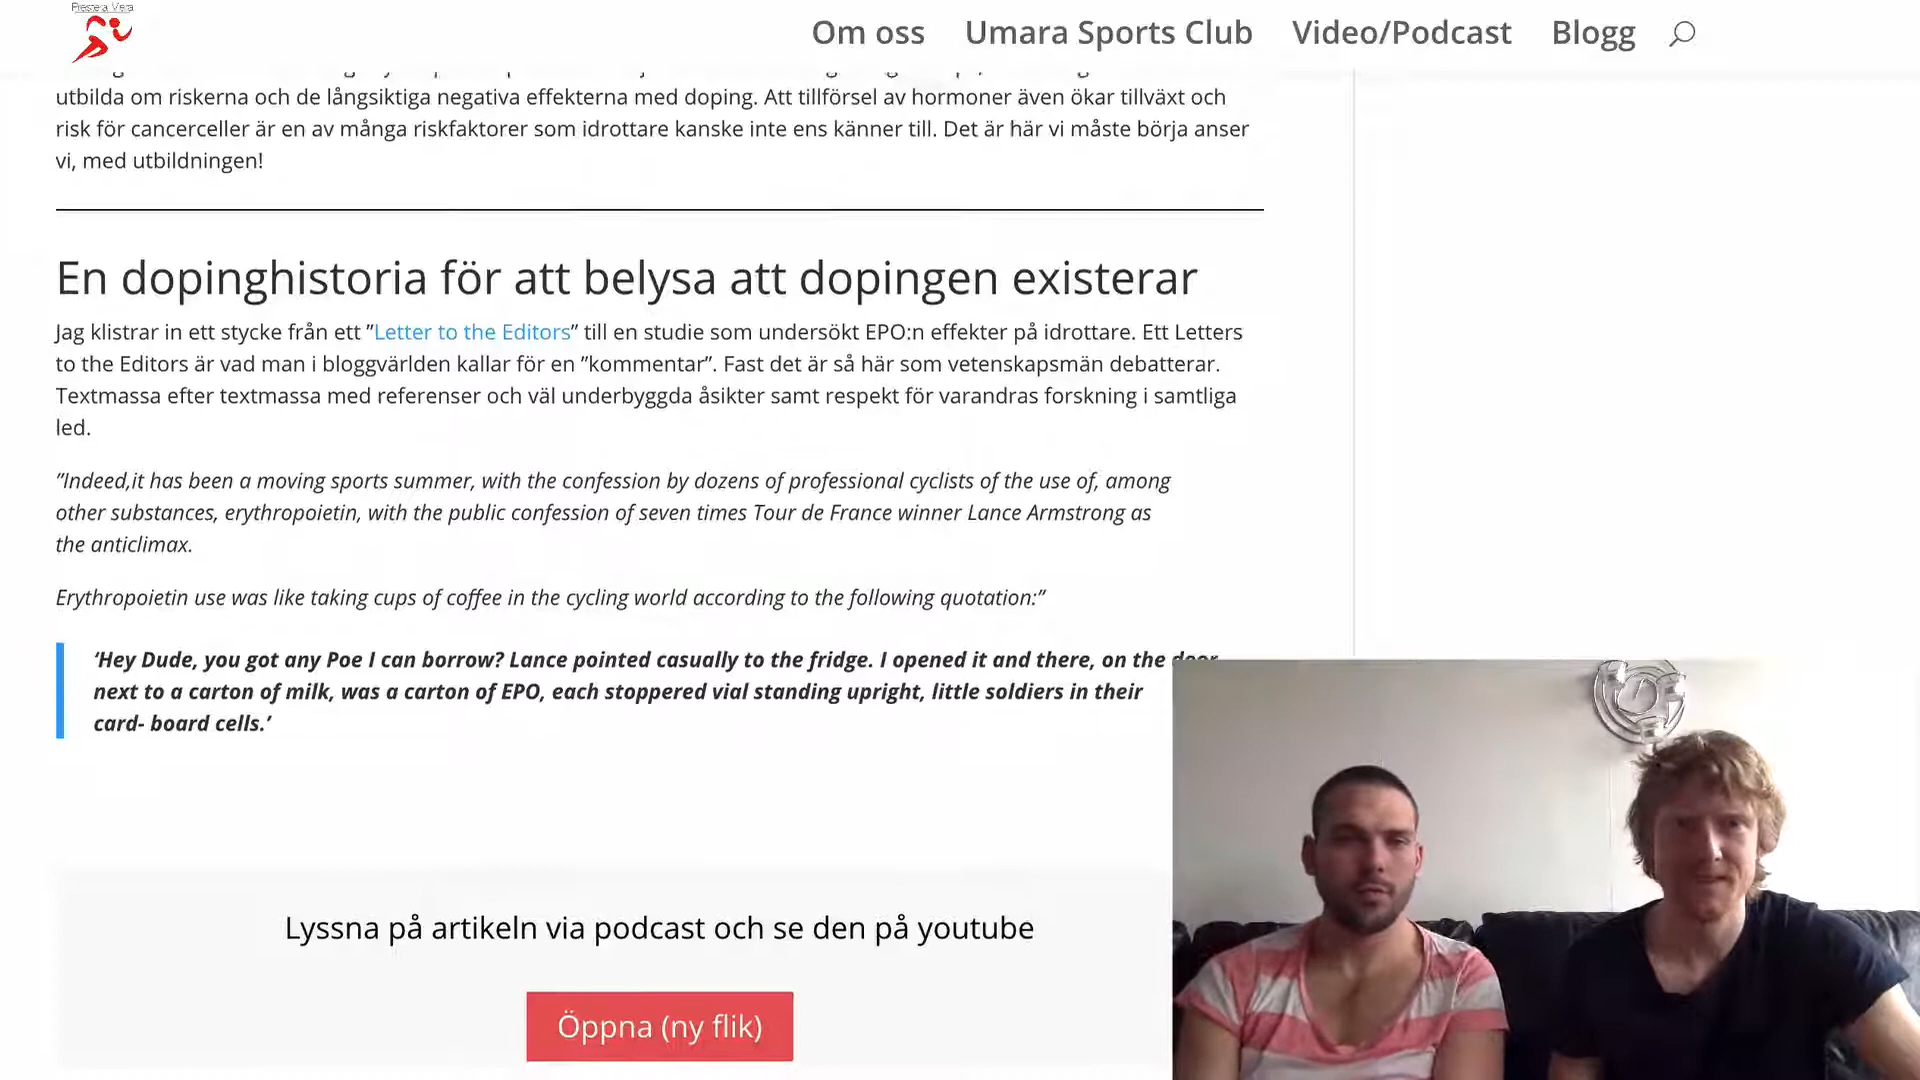 Prestera Mera
Om oss
Umara Sports Club
Video/Podcast
Blogg
utbilda om riskerna och de långsiktiga negativa effekterna med doping. Att tillförsel av hormoner även ökar tillväxt och
risk för cancerceller är en av många riskfaktorer som idrottare kanske inte ens känner till. Det är här vi måste börja anser
vi, med utbildningen!
En dopinghistoria för att belysa att dopingen existerar
Jag klistrar in ett stycke från ett ”Letter to the Editors” till en studie som undersökt EPO:n effekter på idrottare. Ett Letters
to the Editors är vad man i bloggvärlden kallar för en ”kommentar”. Fast det är så här som vetenskapsmän debatterar.
Textmassa efter textmassa med referenser och väl underbyggda åsikter samt respekt för varandras forskning i samtliga
led.
”Indeed,it has been a moving sports summer, with the confession by dozens of professional cyclists of the use of, among
other substances, erythropoietin, with the public confession of seven times Tour de France winner Lance Armstrong as
the anticlimax.
Erythropoietin use was like taking cups of coffee in the cycling world according to the following quotation:”
‘Hey Dude, you got any Poe I can borrow? Lance pointed casually to the fridge. I opened it and there, on the door
next to a carton of milk, was a carton of EPO, each stoppered vial standing upright, little soldiers in their
card- board cells.’
Lyssna på artikeln via podcast och se den på youtube
Öppna (ny flik)